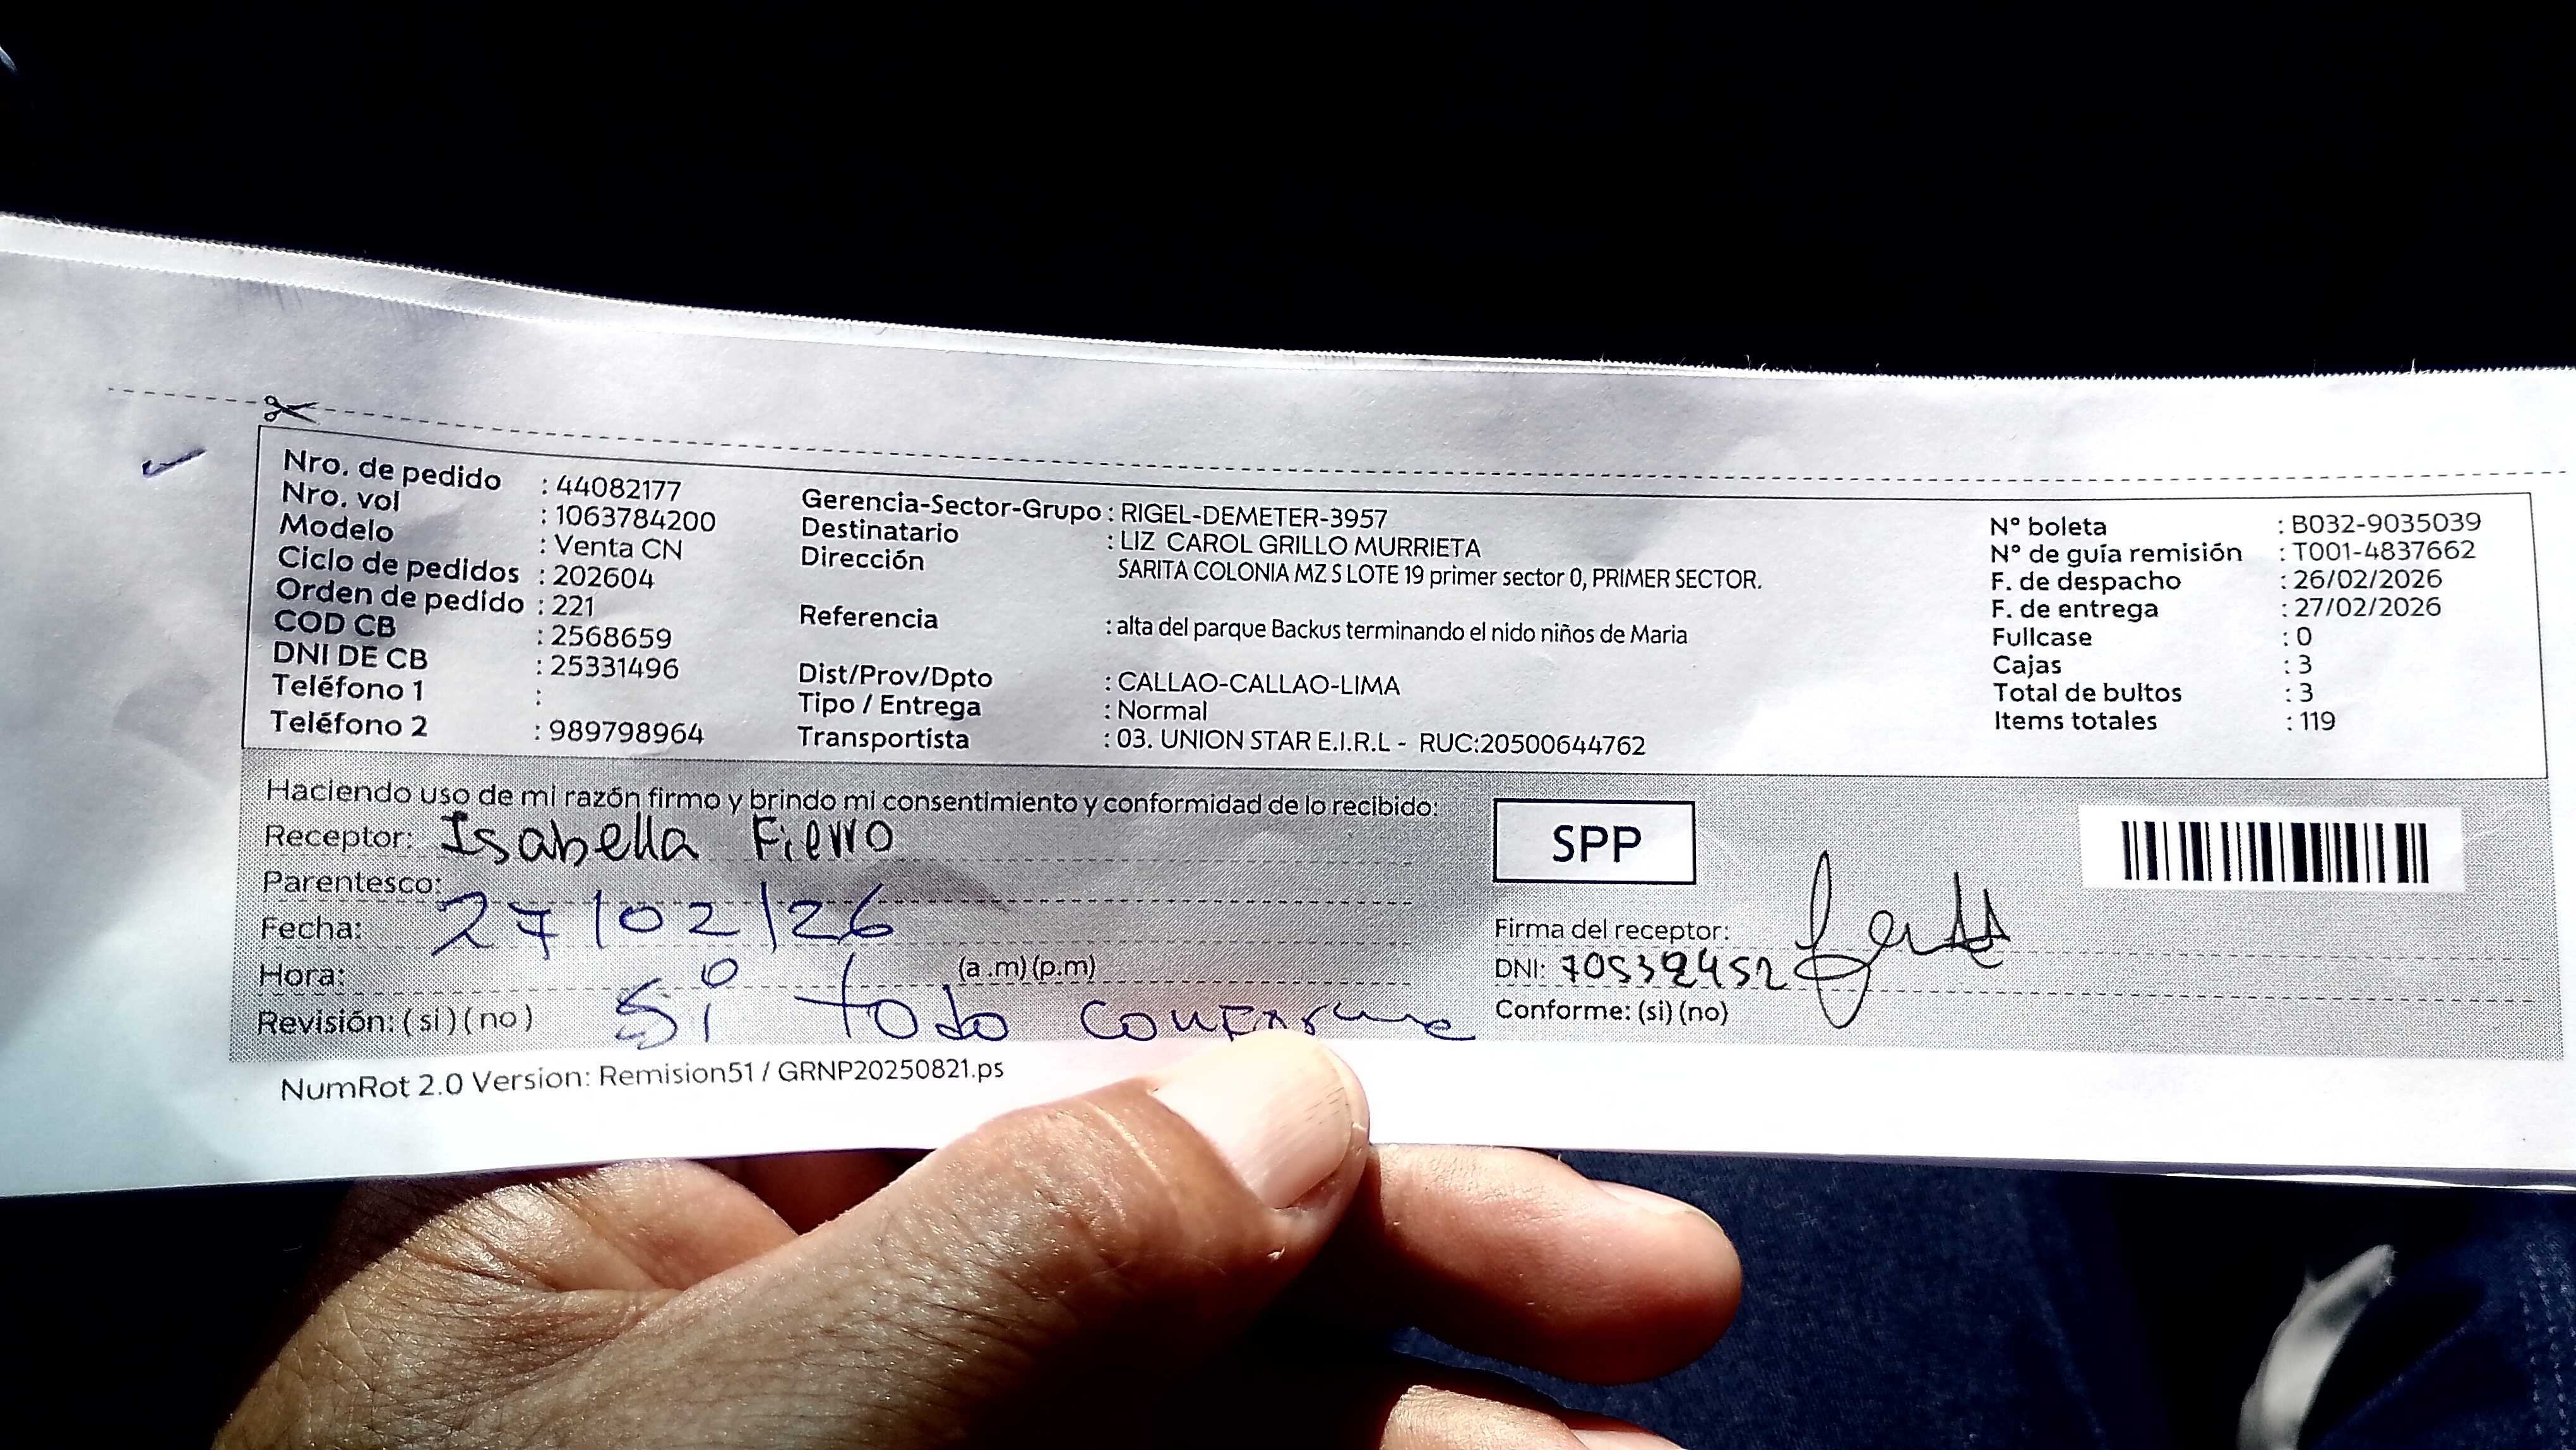 Nro. de pedido : 44082177
Nro. vol : 1063784200
Modelo : Venta CN
Ciclo de pedidos : 202604
Orden de pedido : 221
COD CB : 2568659
DNI DE CB : 25331496
Teléfono 1 :
Teléfono 2 : 989798964
Gerencia-Sector-Grupo : RIGEL-DEMETER-3957
Destinatario : LIZ CAROL GRILLO MURRIETA
Dirección SARITA COLONIA MZ S LOTE 19 primer sector 0, PRIMER SECTOR.
Referencia : alta del parque Backus terminando el nido niños de Maria
Dist/Prov/Dpto : CALLAO-CALLAO-LIMA
Tipo / Entrega : Normal
Transportista : 03. UNION STAR E.I.R.L - RUC:20500644762
N° boleta : B032-9035039
N° de guía remisión : T001-4837662
F. de despacho : 26/02/2026
F. de entrega : 27/02/2026
Fullcase : 0
Cajas : 3
Total de bultos : 3
Items totales : 119
Haciendo uso de mi razón firmo y brindo mi consentimiento y conformidad de lo recibido:
Receptor: Isabella Fierro
Parentesco:
Fecha: 27/02/26
Hora: (a.m)(p.m)
Revisión: (si)(no) Si todo conforme
SPP
Firma del receptor:
DNI: 70532452
Conforme: (si)(no)
NumRot 2.0 Version: Remision51 / GRNP20250821.ps